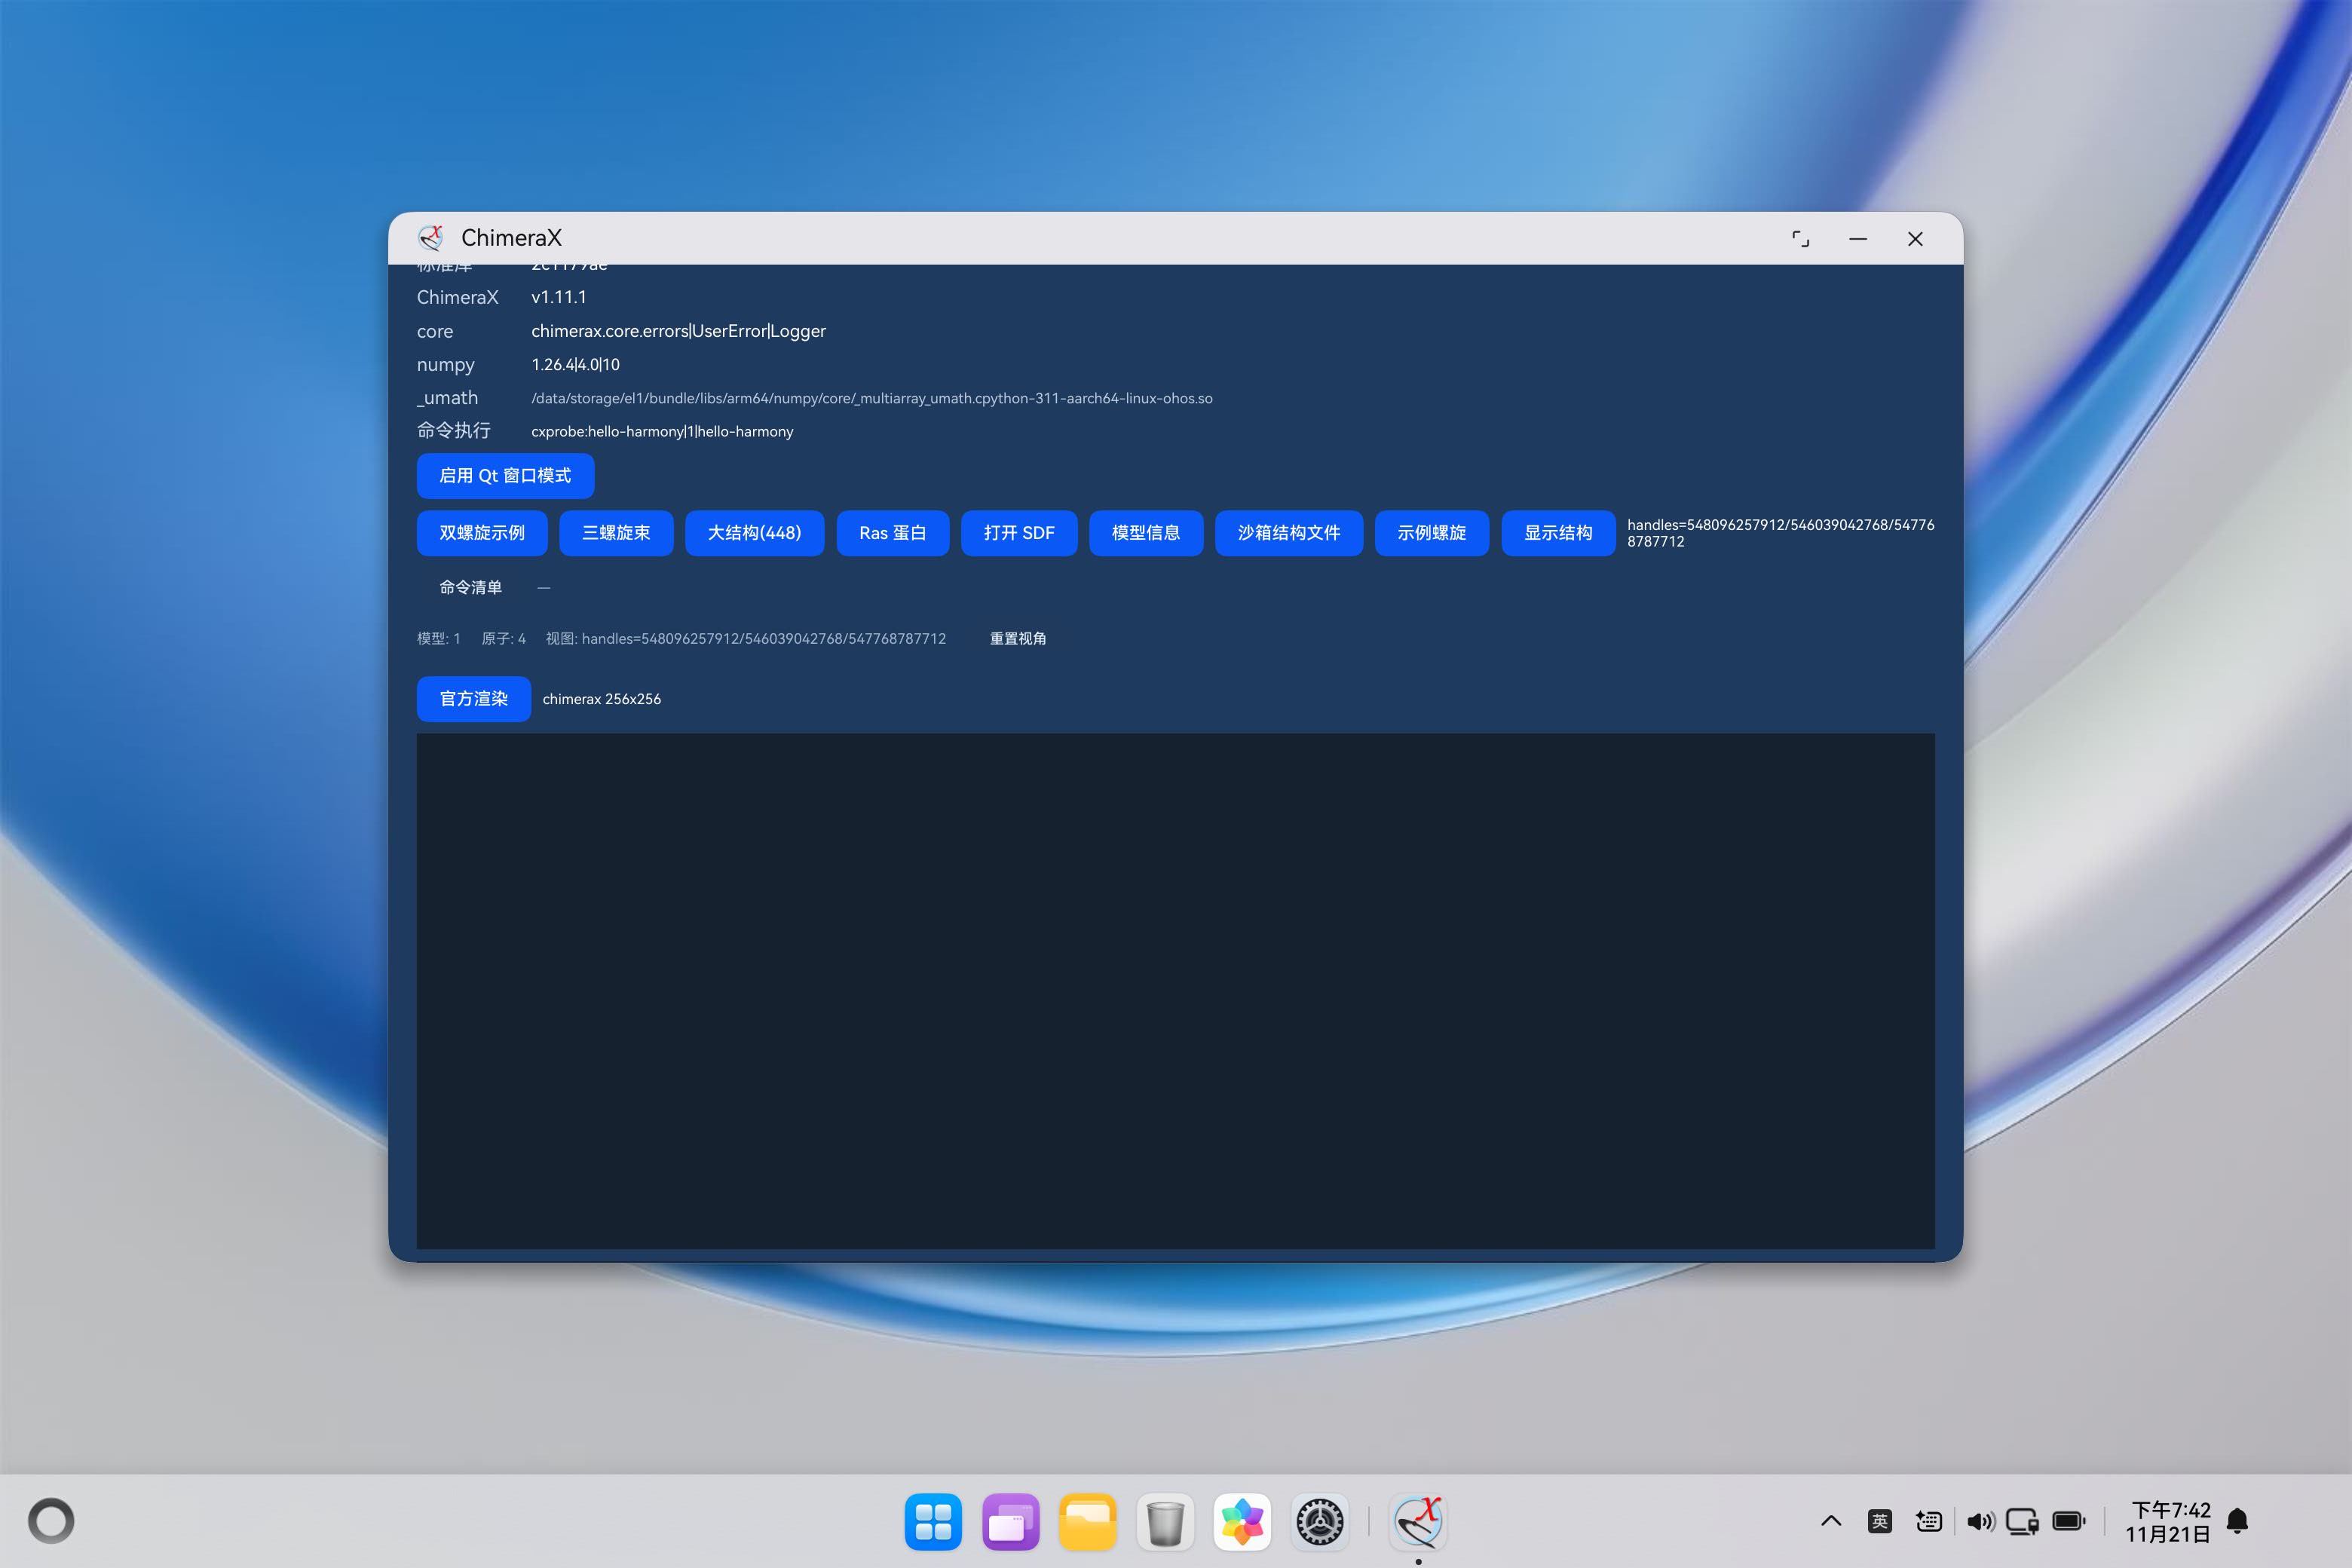 ChimeraX
标准库 2c1179ae
ChimeraX v1.11.1
core chimerax.core.errors|UserError|Logger
numpy 1.26.4|4.0|10
_umath /data/storage/el1/bundle/libs/arm64/numpy/core/_multiarray_umath.cpython-311-aarch64-linux-ohos.so
命令执行 cxprobe:hello-harmony|1|hello-harmony
启用 Qt 窗口模式
双螺旋示例 三螺旋束 大结构(448) Ras 蛋白 打开 SDF 模型信息 沙箱结构文件 示例螺旋 显示结构 handles=548096257912/546039042768/54776
8787712
命令清单 —
模型: 1 原子: 4 视图: handles=548096257912/546039042768/547768787712 重置视角
官方渲染 chimerax 256x256
英
下午7:42
11月21日